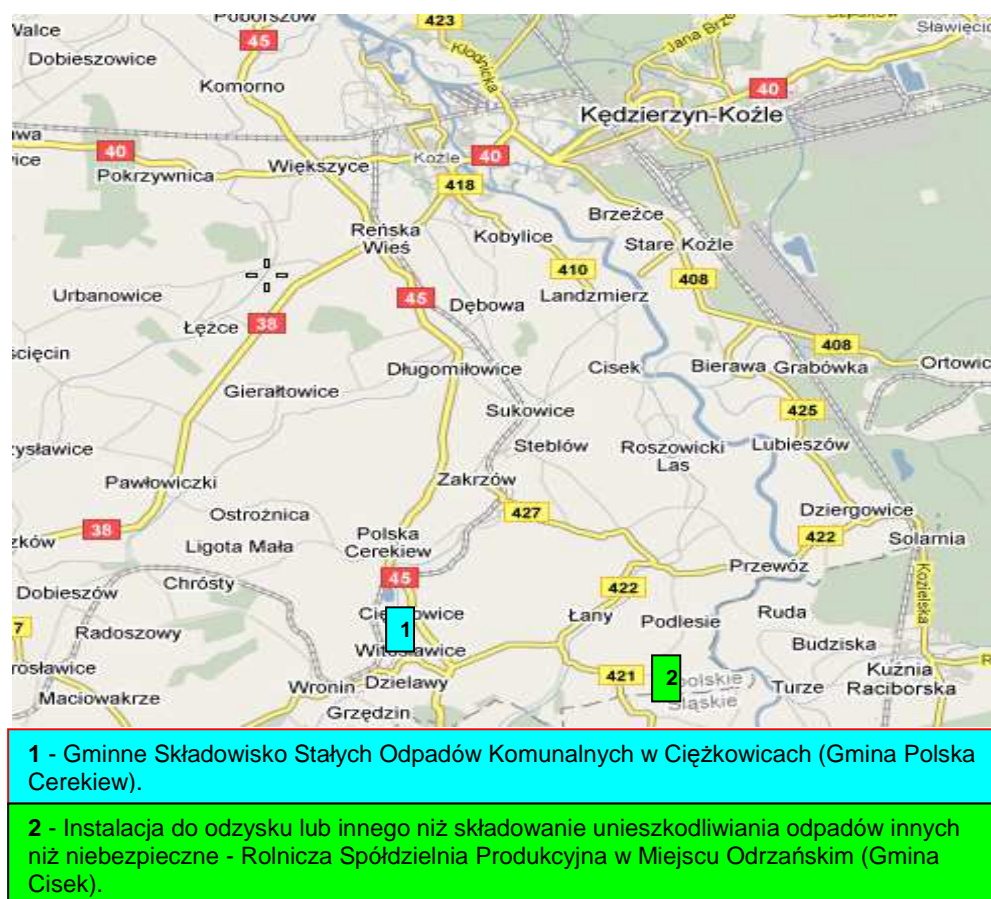 Poborszów
423
Walce
45
Sławięcic
Dobieszowice
Kłodnicka
Jana Brz
Komorno
40
Kędzierzyn-Koźle
40
Większyce
Koźle
40
Pokrzywnica
418
Brzeźce
Reńska
Wieś
Kobylice
Stare Koźle
410
408
Urbanowice
45
Dębowa
Landzmierz
Łężce
38
408
Długomiłowice
Cisek
Bierawa
Grabówka
Ortowic
Gierałtowice
Sukowice
425
Steblów
Roszowicki
Las
Lubieszów
Pawłowiczki
Zakrzów
Ostrożnica
427
Dziergowice
38
Polska
Cerekiew
422
Solarnia
Ligota Mała
Przewóz
Dobieszów
Chrósty
45
422
Kozielska
Łany
Podlesie
Ruda
7
Radoszowy
1
Budziska
Maciowakrze
Wronin
Dzielawy
421
2
Turze
Kuźnia
Raciborska
Śląskie
Grzędzin
1 - Gminne Składowisko Stałych Odpadów Komunalnych w Ciężkowicach (Gmina Polska
Cerekiew).
2 - Instalacja do odzysku lub innego niż składowanie unieszkodliwiania odpadów innych
niż niebezpieczne - Rolnicza Spółdzielnia Produkcyjna w Miejscu Odrzańskim (Gmina
Cisek).